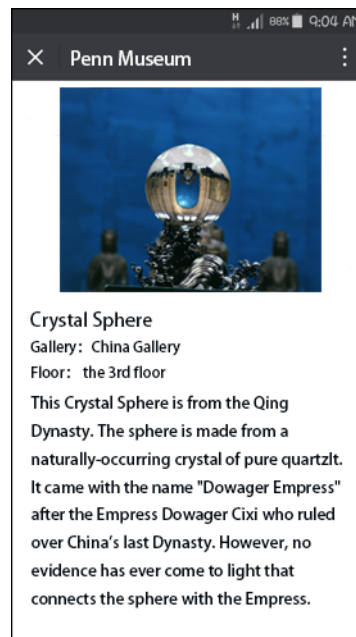 H 88% 9:04 AM
Penn Museum
Crystal Sphere
Gallery: China Gallery
Floor: the 3rd floor
This Crystal Sphere is from the Qing
Dynasty. The sphere is made from a
naturally-occurring crystal of pure quartzlt.
It came with the name "Dowager Empress"
after the Empress Dowager Cixi who ruled
over China's last Dynasty. However, no
evidence has ever come to light that
connects the sphere with the Empress.